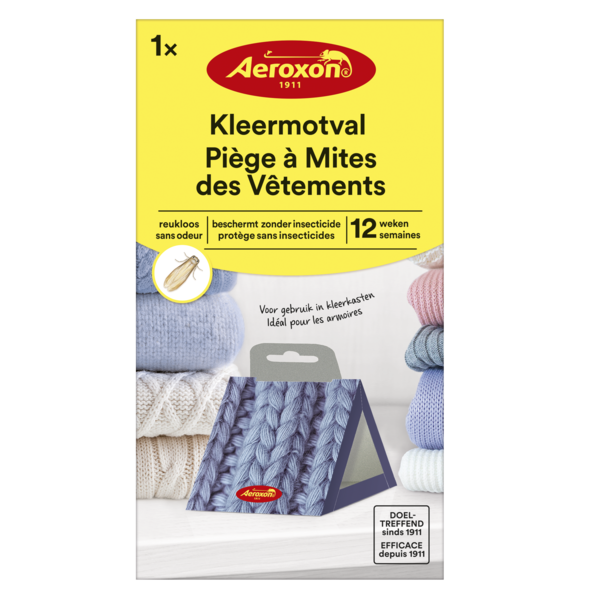 1x
Aeroxon®
1911
Kleermotval
Piège à Mites
des Vêtements
reukloos
sans odeur
beschermt zonder insecticide
protège sans insecticides
12 weken
semaines
Voor gebruik in kleerkasten
Idéal pour les armoires
Aeroxon
1911
DOEL-
TREFFEND
sinds 1911
EFFICACE
depuis 1911